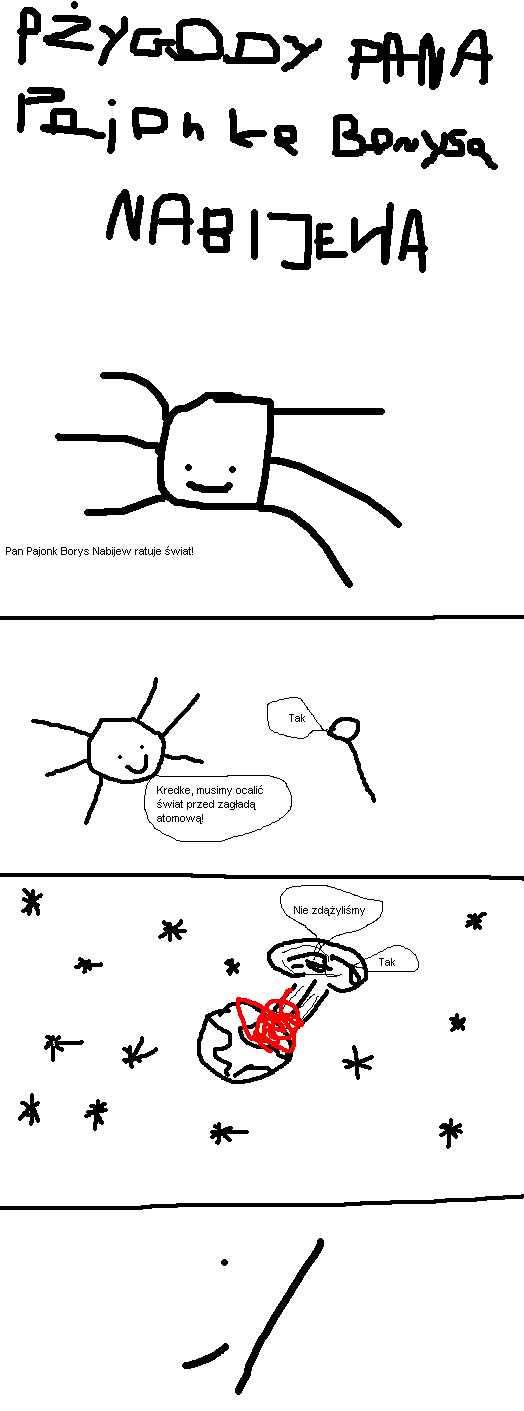 PŻYGODY PANA
PajOnka BORySa
NABIJEWA
Pan Pajonk Borys Nabijew ratuje świat!
Tak
Kredke, musimy ocalić
świat przed zagładą
atomową!
Nie zdążyliśmy
Tak